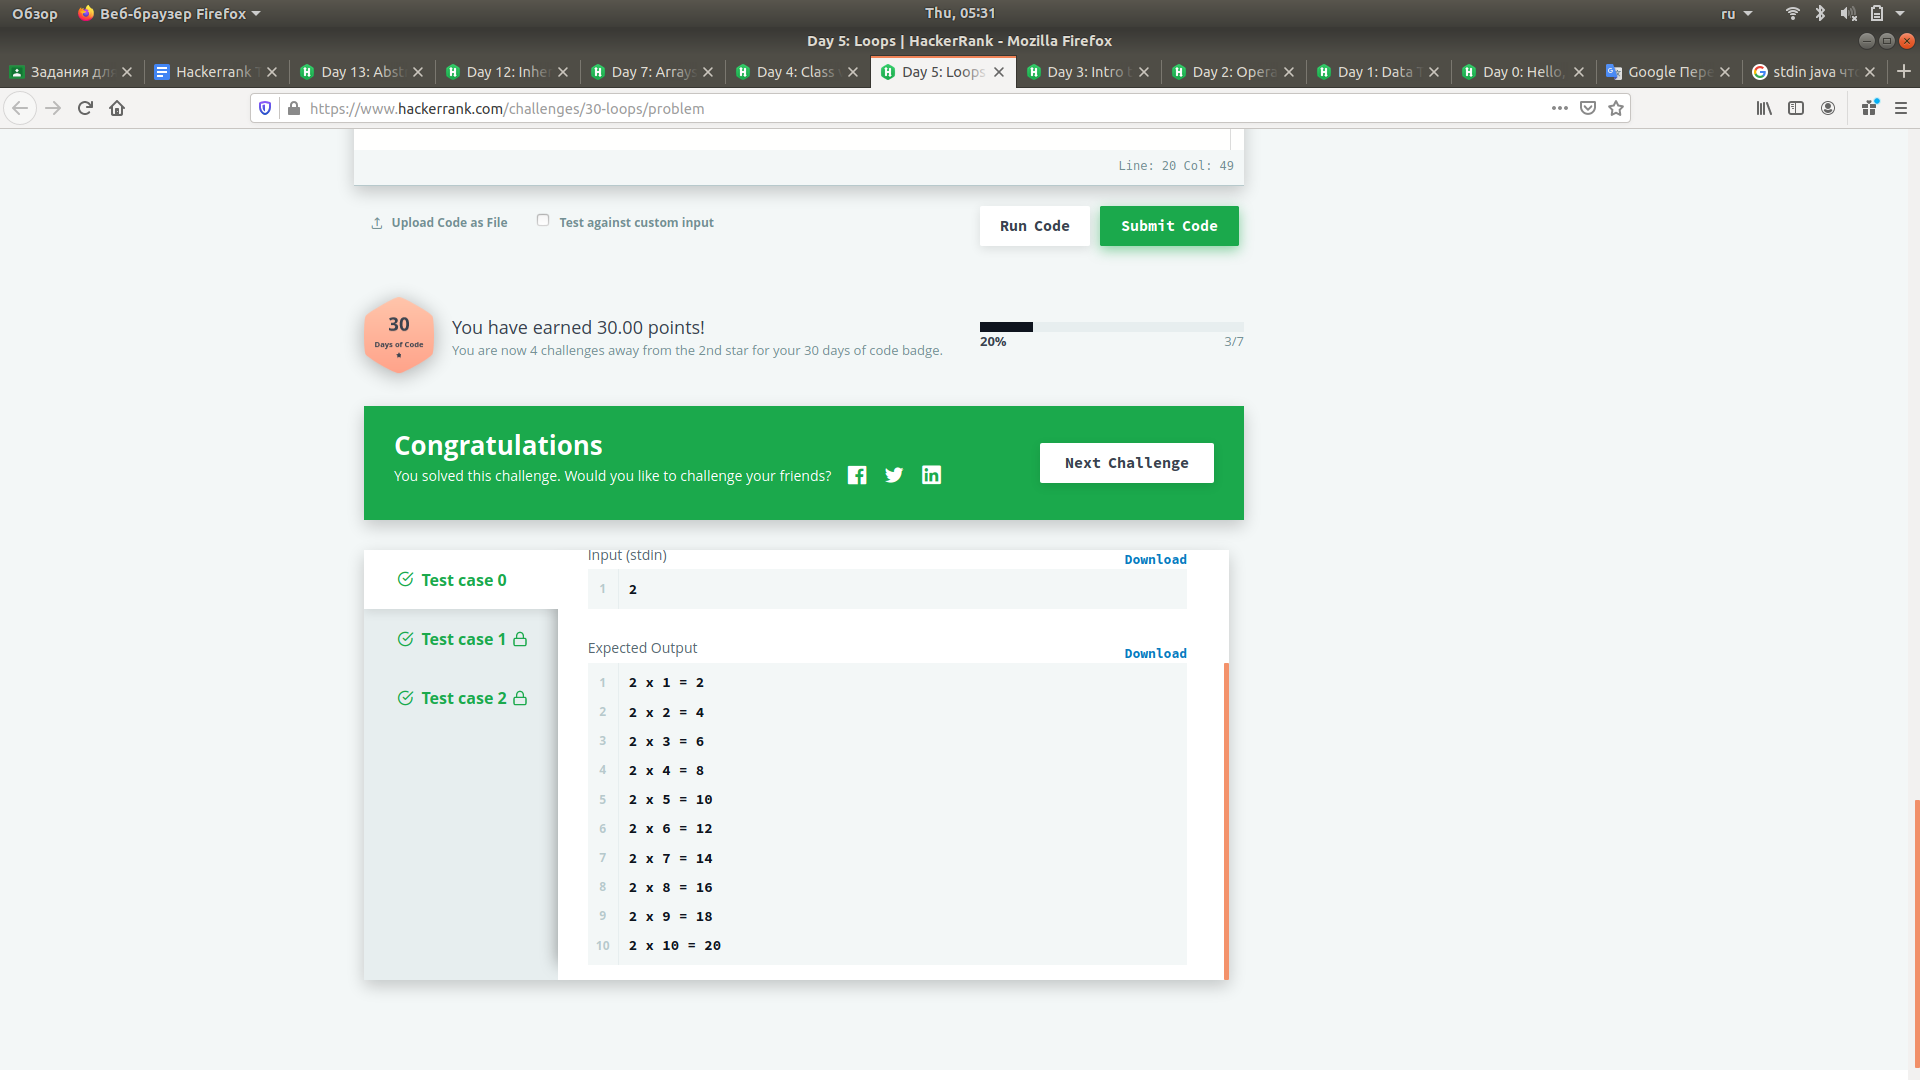 Обзор Веб-браузер Firefox Thu, 05:31 ru
Day 5: Loops | HackerRank - Mozilla Firefox
Задания дл Hackerrank T Day 13: Abst Day 12: Inher Day 7: Arrays Day 4: Class v Day 5: Loops Day 3: Intro t Day 2: Opera Day 1: Data T Day 0: Hello, Google Пере stdin java что
https://www.hackerrank.com/challenges/30-loops/problem
Line: 20 Col: 49
Upload Code as File Test against custom input Run Code Submit Code
30
Days of Code
You have earned 30.00 points!
You are now 4 challenges away from the 2nd star for your 30 days of code badge.
20% 3/7
Congratulations
You solved this challenge. Would you like to challenge your friends?
Next Challenge
Test case 0
Test case 1
Test case 2
Input (stdin) Download
1 2
Expected Output Download
1 2 x 1 = 2
2 2 x 2 = 4
3 2 x 3 = 6
4 2 x 4 = 8
5 2 x 5 = 10
6 2 x 6 = 12
7 2 x 7 = 14
8 2 x 8 = 16
9 2 x 9 = 18
10 2 x 10 = 20